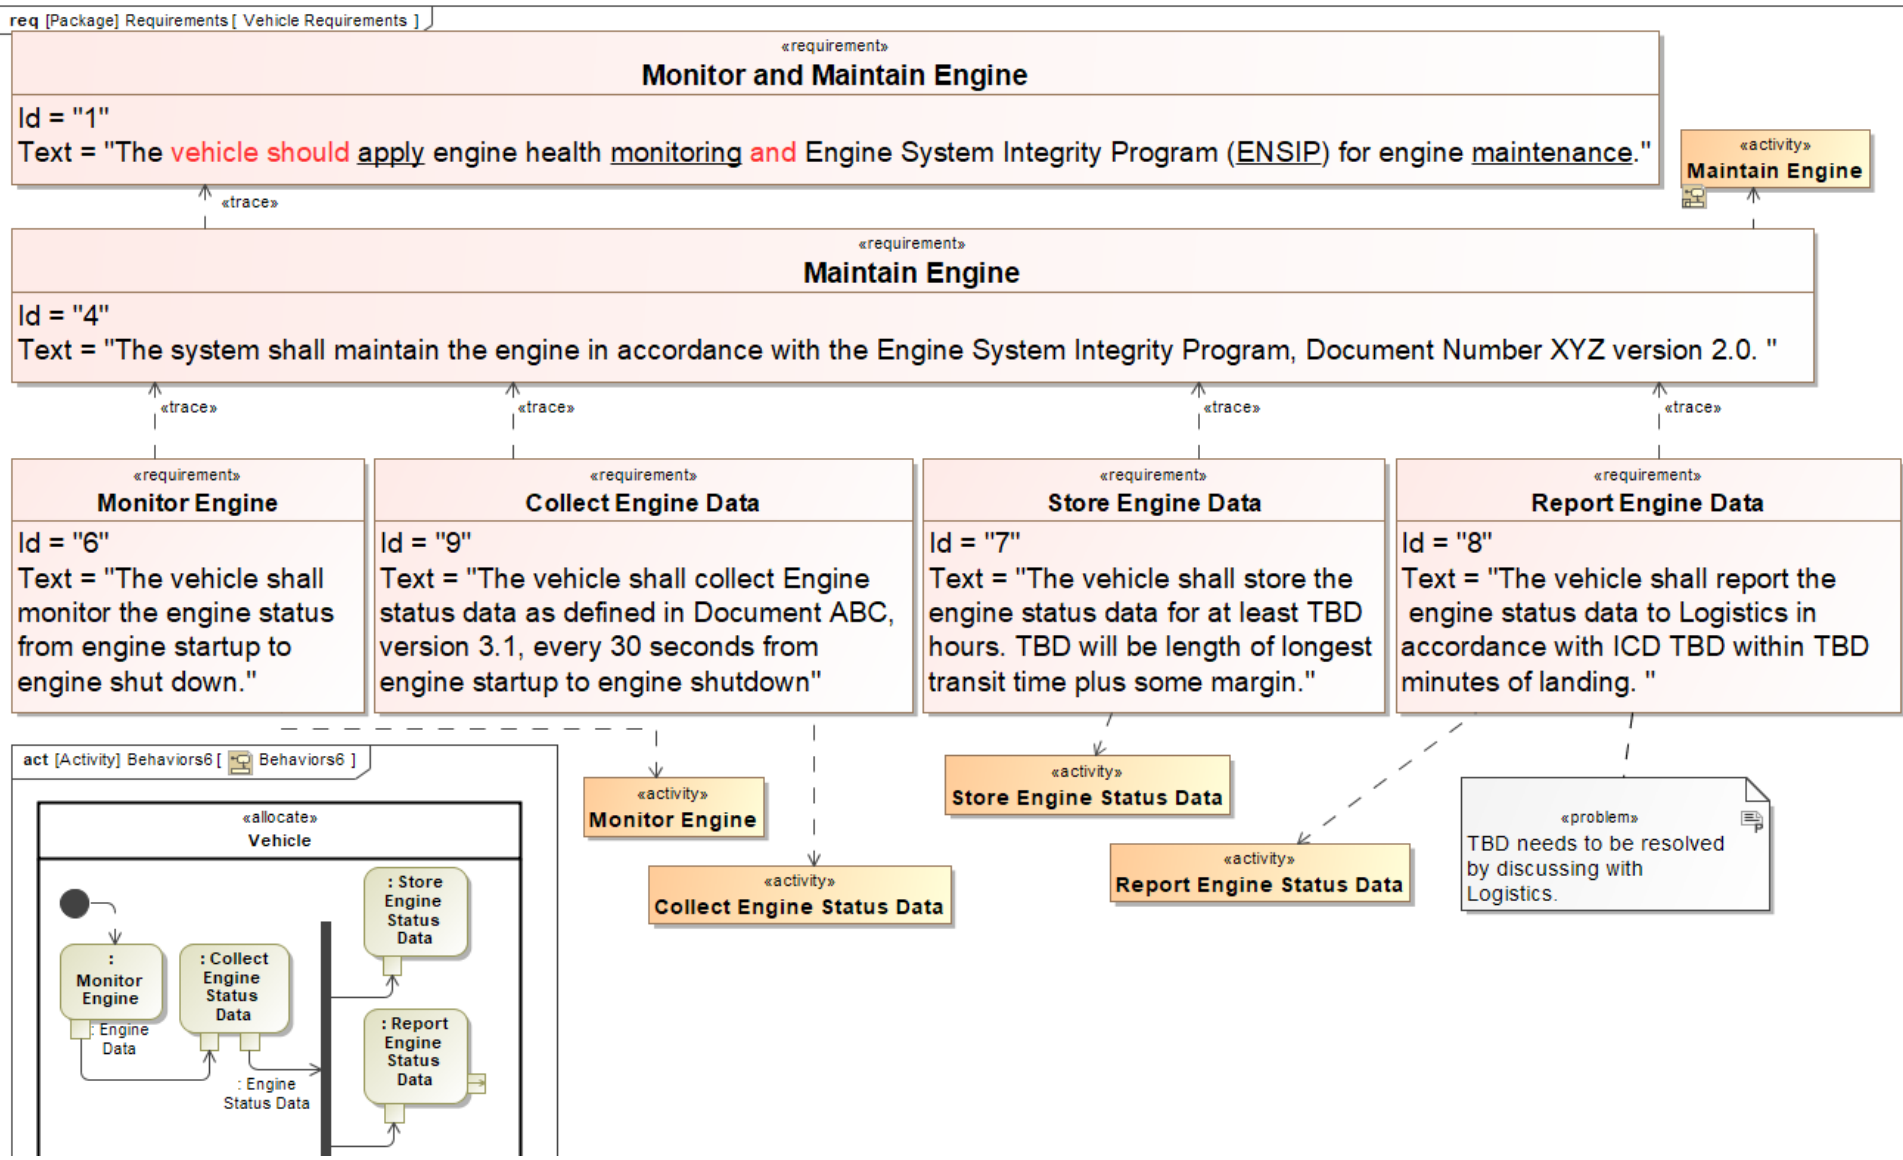 req [Package] Requirements [ Vehicle Requirements ]
«requirement»
Monitor and Maintain Engine
Id = "1"
Text = "The vehicle should apply engine health monitoring and Engine System Integrity Program (ENSIP) for engine maintenance."
«activity»
Maintain Engine
«trace»
«requirement»
Maintain Engine
Id = "4"
Text = "The system shall maintain the engine in accordance with the Engine System Integrity Program, Document Number XYZ version 2.0. "
«trace»
«trace»
«trace»
«trace»
«requirement»
Monitor Engine
Id = "6"
Text = "The vehicle shall
monitor the engine status
from engine startup to
engine shut down."
«requirement»
Collect Engine Data
Id = "9"
Text = "The vehicle shall collect Engine
status data as defined in Document ABC,
version 3.1, every 30 seconds from
engine startup to engine shutdown"
«requirement»
Store Engine Data
Id = "7"
Text = "The vehicle shall store the
engine status data for at least TBD
hours. TBD will be length of longest
transit time plus some margin."
«requirement»
Report Engine Data
Id = "8"
Text = "The vehicle shall report the
engine status data to Logistics in
accordance with ICD TBD within TBD
minutes of landing. "
«activity»
Monitor Engine
«activity»
Collect Engine Status Data
«activity»
Store Engine Status Data
«activity»
Report Engine Status Data
«problem»
TBD needs to be resolved
by discussing with
Logistics.
act [Activity] Behaviors6 [ Behaviors6 ]
«allocate»
Vehicle
:
Monitor
Engine
: Engine
Data
: Collect
Engine
Status
Data
: Engine
Status Data
: Store
Engine
Status
Data
: Report
Engine
Status
Data